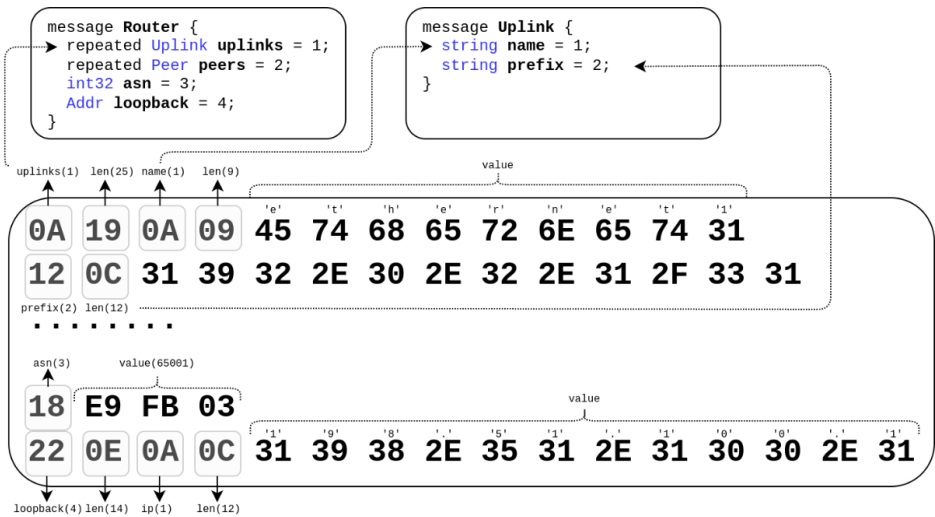 message Router {
repeated Uplink uplinks = 1;
repeated Peer peers = 2;
int32 asn = 3;
Addr loopback = 4;
}
message Uplink {
string name = 1;
string prefix = 2;
}
uplinks(1) len(25) name(1) len(9) value
'e' 't' 'h' 'e' 'r' 'n' 'e' 't' '1'
0A 19 0A 09 45 74 68 65 72 6E 65 74 31
12 0C 31 39 32 2E 30 2E 32 2E 31 2F 33 31
prefix(2) len(12)
........
asn(3) value(65001)
18 E9 FB 03
value
'1' '9' '8' '.' '5' '1' '.' '1' '0' '0' '.' '1'
22 0E 0A 0C 31 39 38 2E 35 31 2E 31 30 30 2E 31
loopback(4) len(14) ip(1) len(12)